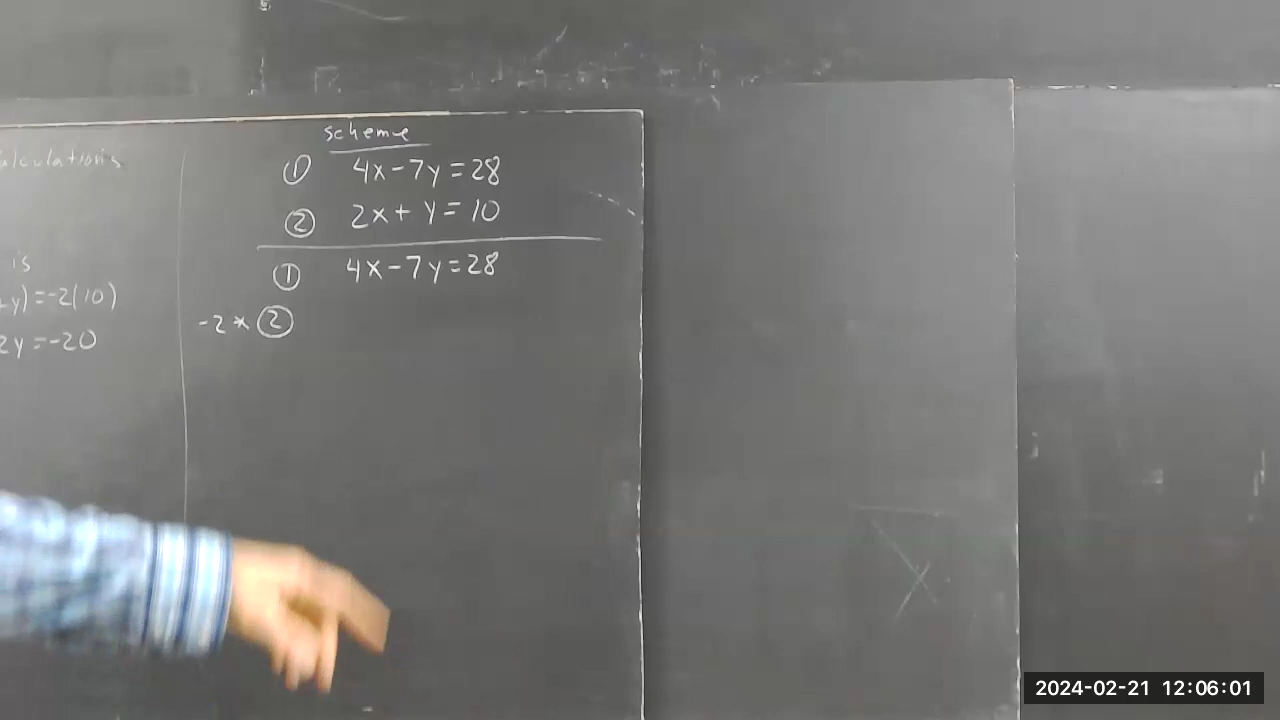 scheme
① 4x-7y=28
② 2x+y=10
① 4x-7y=28
-2*②
is
+y)=-2(10)
2y=-20
2024-02-21 12:06:01